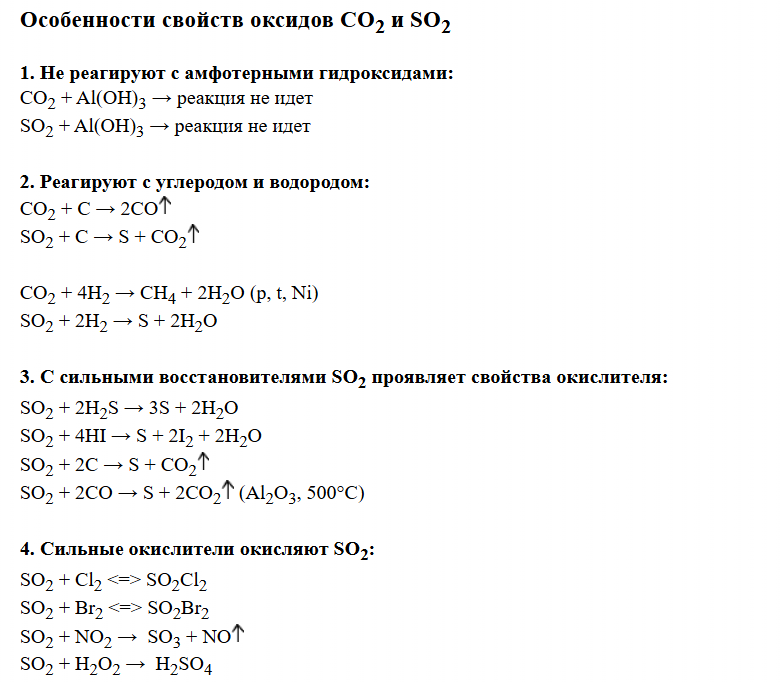 Особенности свойств оксидов CO₂ и SO₂
1. Не реагируют с амфотерными гидроксидами:
CO₂ + Al(OH)₃ → реакция не идет
SO₂ + Al(OH)₃ → реакция не идет
2. Реагируют с углеродом и водородом:
CO₂ + C → 2CO↑
SO₂ + C → S + CO₂↑
CO₂ + 4H₂ → CH₄ + 2H₂O (p, t, Ni)
SO₂ + 2H₂ → S + 2H₂O
3. С сильными восстановителями SO₂ проявляет свойства окислителя:
SO₂ + 2H₂S → 3S + 2H₂O
SO₂ + 4HI → S + 2I₂ + 2H₂O
SO₂ + 2C → S + CO₂↑
SO₂ + 2CO → S + 2CO₂↑ (Al₂O₃, 500°C)
4. Сильные окислители окисляют SO₂:
SO₂ + Cl₂ <=> SO₂Cl₂
SO₂ + Br₂ <=> SO₂Br₂
SO₂ + NO₂ → SO₃ + NO↑
SO₂ + H₂O₂ → H₂SO₄